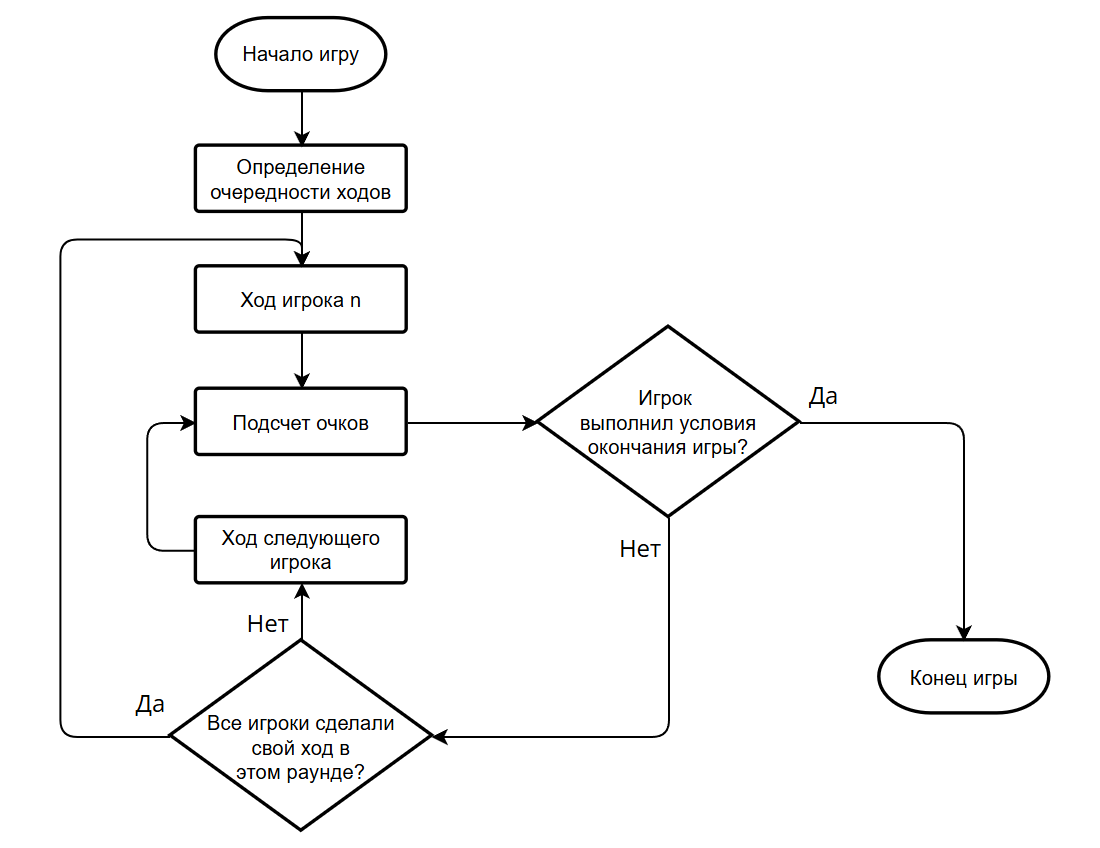 Начало игру
Определение
очередности ходов
Ход игрока n
Подсчет очков
Игрок
выполнил условия
окончания игры?
Да
Нет
Ход следующего
игрока
Нет
Да
Все игроки сделали
свой ход в
этом раунде?
Конец игры